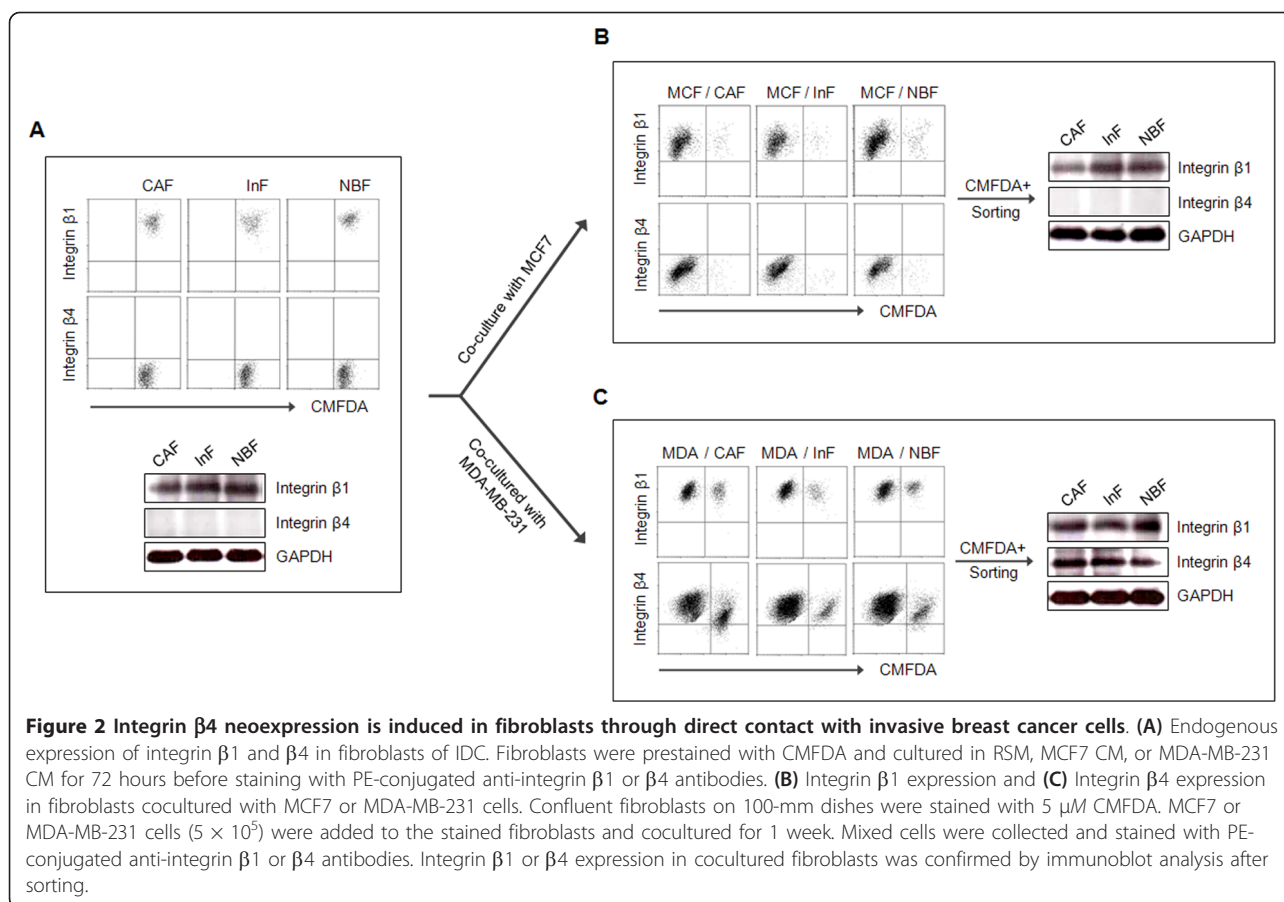 A
CAF InF NBF
Integrin β1
Integrin β4
CMFDA
CAF InF NBF
Integrin β1
Integrin β4
GAPDH
Co-culture with MCF7
Co-cultured with
MDA-MB-231
B
MCF / CAF MCF / InF MCF / NBF
Integrin β1
Integrin β4
CMFDA
CMFDA+
Sorting
CAF InF NBF
Integrin β1
Integrin β4
GAPDH
C
MDA / CAF MDA / InF MDA / NBF
Integrin β1
Integrin β4
CMFDA
CMFDA+
Sorting
CAF InF NBF
Integrin β1
Integrin β4
GAPDH
Figure 2 Integrin β4 neoexpression is induced in fibroblasts through direct contact with invasive breast cancer cells. (A) Endogenous
expression of integrin β1 and β4 in fibroblasts of IDC. Fibroblasts were prestained with CMFDA and cultured in RSM, MCF7 CM, or MDA-MB-231
CM for 72 hours before staining with PE-conjugated anti-integrin β1 or β4 antibodies. (B) Integrin β1 expression and (C) Integrin β4 expression
in fibroblasts cocultured with MCF7 or MDA-MB-231 cells. Confluent fibroblasts on 100-mm dishes were stained with 5 μM CMFDA. MCF7 or
MDA-MB-231 cells (5 × 10⁵) were added to the stained fibroblasts and cocultured for 1 week. Mixed cells were collected and stained with PE-
conjugated anti-integrin β1 or β4 antibodies. Integrin β1 or β4 expression in cocultured fibroblasts was confirmed by immunoblot analysis after
sorting.